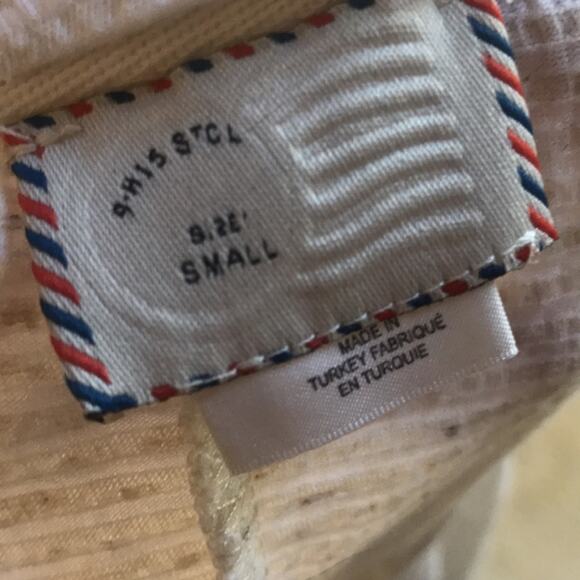 9-H15 STCL
SIZE'
SMALL
MADE IN
TURKEY FABRIQUÉ
EN TURQUIE